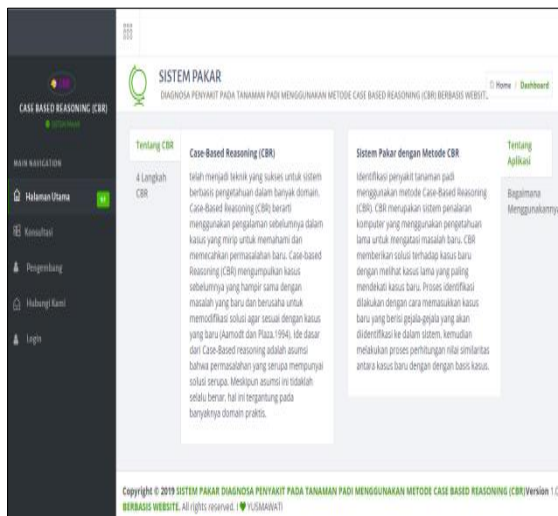 CBR
CASE BASED REASONING (CBR)
MAIN NAVIGATION
Halaman Utama
Konsultasi
Pengembang
Hubungi Kami
Login
SISTEM PAKAR
DIAGNOSA PENYAKIT PADA TANAMAN PADI MENGGUNAKAN METODE CASE BASED REASONING (CBR) BERBASIS WEBSIT..
Home / Dashboard
Tentang CBR
4 Langkah
CBR
Case-Based Reasoning (CBR)
telah menjadi teknik yang sukses untuk sistem
berbasis pengetahuan dalam banyak domain.
Case-Based Reasoning (CBR) berarti
menggunakan pengalaman sebelumnya dalam
kasus yang mirip untuk memahami dan
memecahkan permasalahan baru. Case-based
Reasoning (CBR) mengumpulkan kasus
sebelumnya yang hampir sama dengan
masalah yang baru dan berusaha untuk
memodifikasi solusi agar sesuai dengan kasus
yang baru (Aamodt dan Plaza,1994). Ide dasar
dari Case-Based reasoning adalah asumsi
bahwa permasalahan yang serupa mempunyai
solusi serupa. Meskipun asumsi ini tidaklah
selalu benar, hal ini tergantung pada
banyaknya domain praktis.
Sistem Pakar dengan Metode CBR
identifikasi penyakit tanaman padi
menggunakan metode Case-Based Reasoning
(CBR). CBR merupakan sistem penalaran
komputer yang menggunakan pengetahuan
lama untuk mengatasi masalah baru. CBR
memberikan solusi terhadap kasus baru
dengan melihat kasus lama yang paling
mendekati kasus baru. Proses identifikasi
dilakukan dengan cara memasukkan kasus
baru yang berisi gejala-gejala yang akan
diidentifikasi ke dalam sistem, kemudian
melakukan proses perhitungan nilai similaritas
antara kasus baru dengan dengan basis kasus.
Tentang
Aplikasi
Bagaimana
Menggunakannya
Copyright © 2019 SISTEM PAKAR DIAGNOSA PENYAKIT PADA TANAMAN PADI MENGGUNAKAN METODE CASE BASED REASONING (CBR)Version 1.0
BERBASIS WEBSITE. All rights reserved. | YUSMAWATI